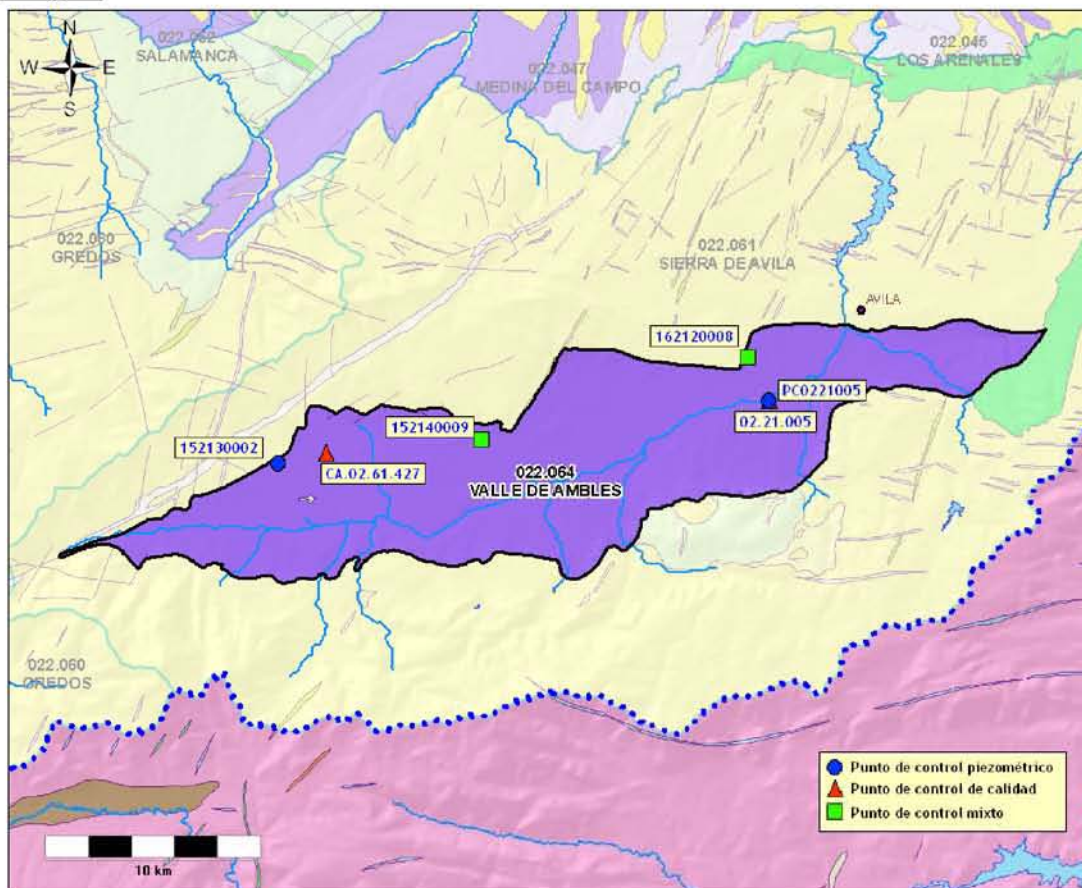 N
W E
S
022.062
SALAMANCA
022.047
MEDINA DEL CAMPO
022.045
LOS ARENALES
022.060
GREDOS
022.061
SIERRA DE AVILA
AVILA
162120008
PC0221005
152140009
02.21.005
152130002
CA.02.61.427
022.064
VALLE DE AMBLES
022.060
GREDOS
Punto de control piezométrico
Punto de control de calidad
Punto de control mixto
10 km